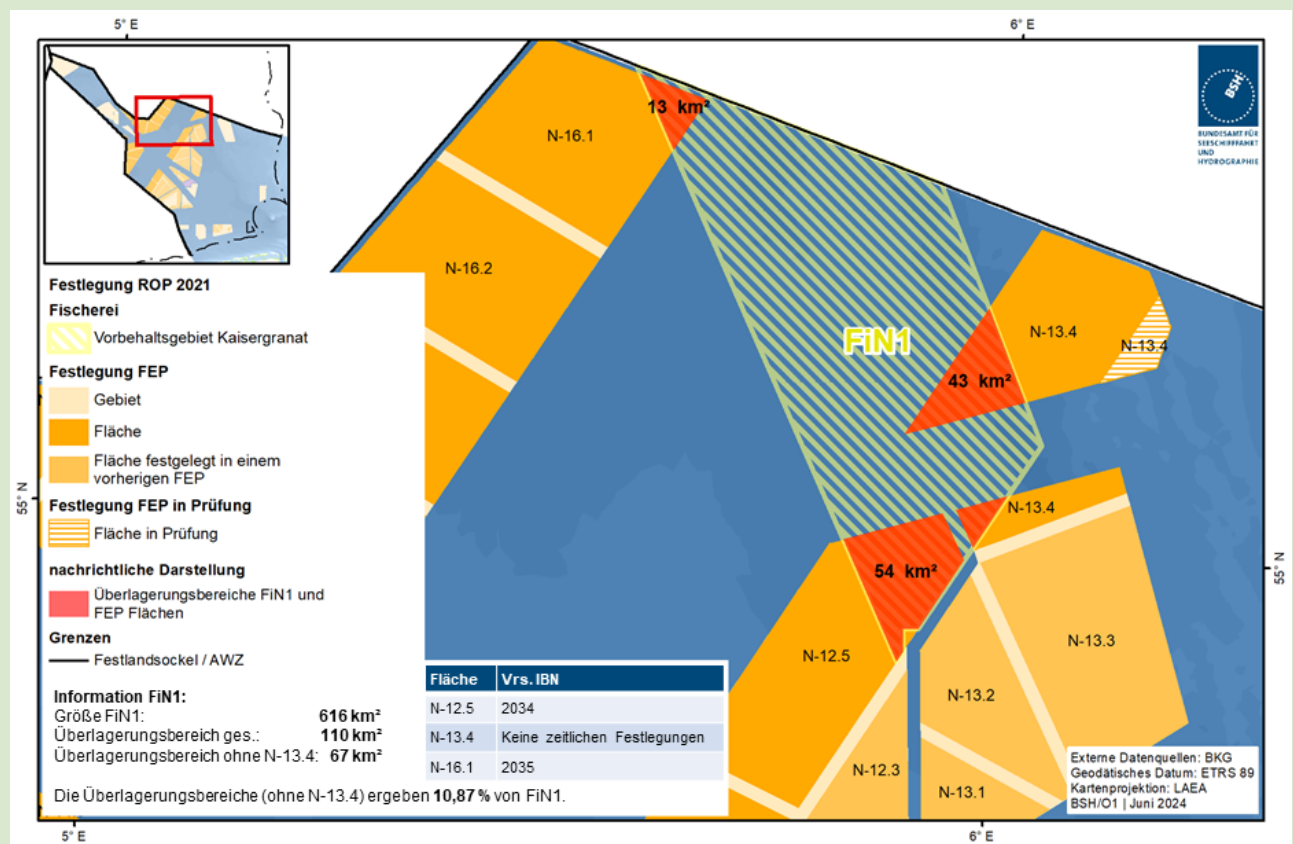 5° E
6° E
BSH
BUNDESAMT FÜR
SEESCHIFFFAHRT
UND
HYDROGRAPHIE
13 km²
N-16.1
N-16.2
FiN1
N-13.4
N-13.4
43 km²
N-13.4
54 km²
N-12.5
N-13.3
N-13.2
N-12.3
N-13.1
55° N
55° N
Festlegung ROP 2021
Fischerei
Vorbehaltsgebiet Kaisergranat
Festlegung FEP
Gebiet
Fläche
Fläche festgelegt in einem
vorherigen FEP
Festlegung FEP in Prüfung
Fläche in Prüfung
nachrichtliche Darstellung
Überlagerungsbereiche FiN1 und
FEP Flächen
Grenzen
Festlandsockel / AWZ
Information FiN1:
Größe FiN1: 616 km²
Überlagerungsbereich ges.: 110 km²
Überlagerungsbereich ohne N-13.4: 67 km²
Fläche Vrs. IBN
N-12.5 2034
N-13.4 Keine zeitlichen Festlegungen
N-16.1 2035
Die Überlagerungsbereiche (ohne N-13.4) ergeben 10,87 % von FiN1.
Externe Datenquellen: BKG
Geodätisches Datum: ETRS 89
Kartenprojektion: LAEA
BSH/O1 | Juni 2024
5° E
6° E